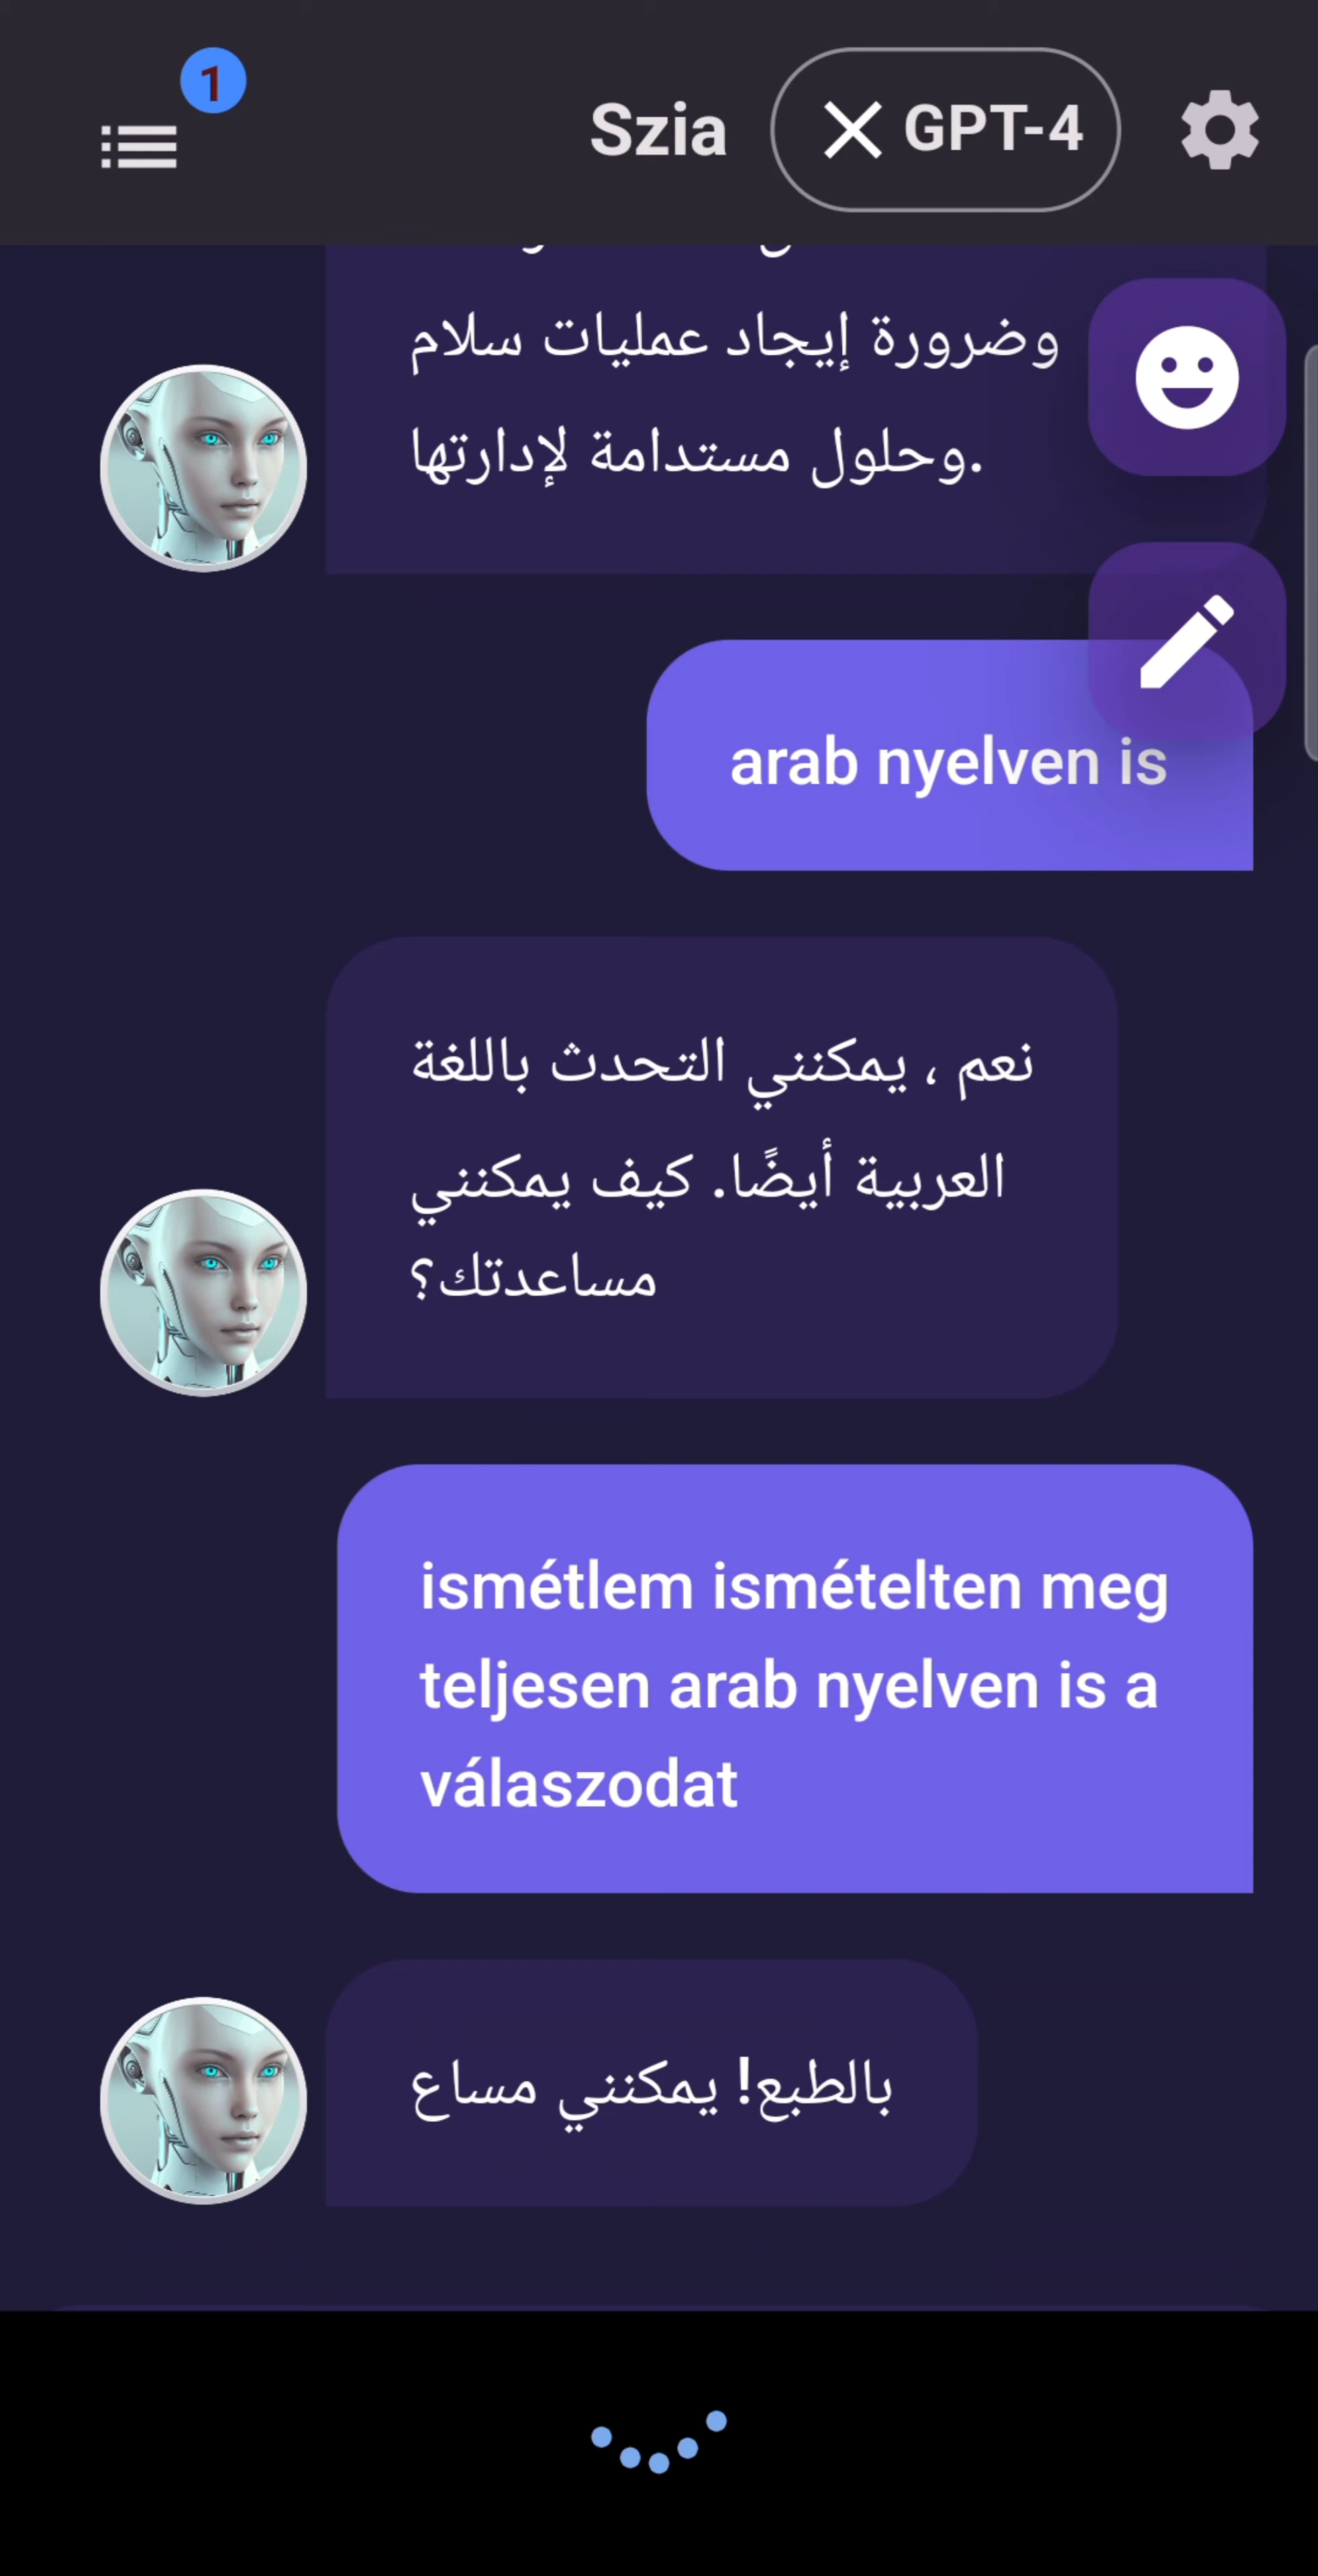 1
Szia
GPT-4
وضرورة إيجاد عمليات سلام
وحلول مستدامة لإدارتها.
arab nyelven is
نعم ، يمكنني التحدث باللغة
العربية أيضًا. كيف يمكنني
مساعدتك؟
ismétlem ismételten meg
teljesen arab nyelven is a
válaszodat
بالطبع! يمكنني مساع